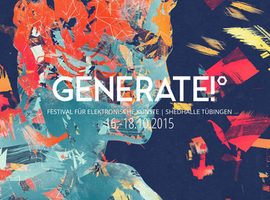 GENERATE!°
FESTIVAL FÜR ELEKTRONISCHE KÜNSTE | SHEDHALLE TÜBINGEN
16.-18.10.2015